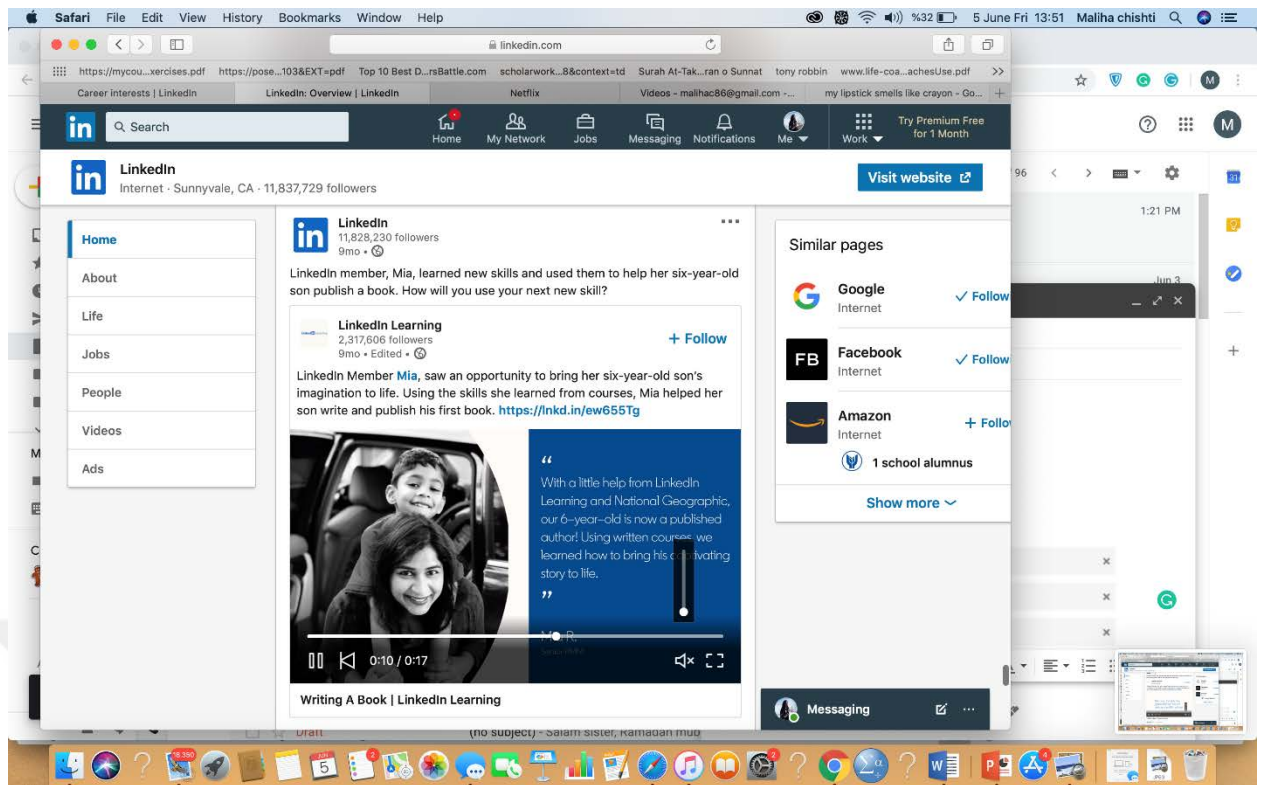 Safari File Edit View History Bookmarks Window Help %32 5 June Fri 13:51 Maliha chishti
linkedin.com
https://mycou...xercises.pdf https://pose...103&EXT=pdf Top 10 Best D...rsBattle.com scholarwork...8&context=td Surah At-Tak...ran o Sunnat tony robbin www.life-coa...achesUse.pdf >>
Career interests | LinkedIn LinkedIn: Overview | LinkedIn Netflix Videos - malihac86@gmail.com -... my lipstick smells like crayon - Go... +
in Search Home My Network Jobs Messaging Notifications Me Work Try Premium Free
for 1 Month
M
M
in LinkedIn
Internet · Sunnyvale, CA · 11,837,729 followers
Visit website
96
1:21 PM
Jun 3
Home
About
Life
Jobs
People
Videos
Ads
in LinkedIn
11,828,230 followers
9mo •
LinkedIn member, Mia, learned new skills and used them to help her six-year-old
son publish a book. How will you use your next new skill?
LinkedIn Learning
2,317,606 followers
9mo • Edited •
+ Follow
LinkedIn Member Mia, saw an opportunity to bring her six-year-old son's
imagination to life. Using the skills she learned from courses, Mia helped her
son write and publish his first book. https://lnkd.in/ew655Tg
“
With a little help from LinkedIn
Learning and National Geographic,
our 6-year-old is now a published
author! Using written courses, we
learned how to bring his captivating
story to life.
”
0:10 / 0:17
Writing A Book | LinkedIn Learning
Similar pages
Google
Internet
Follow
FB Facebook
Internet
Follow
Amazon
Internet
+ Follo
1 school alumnus
Show more
Messaging
Draft (no subject) - Salam sister, Ramadan mub
5